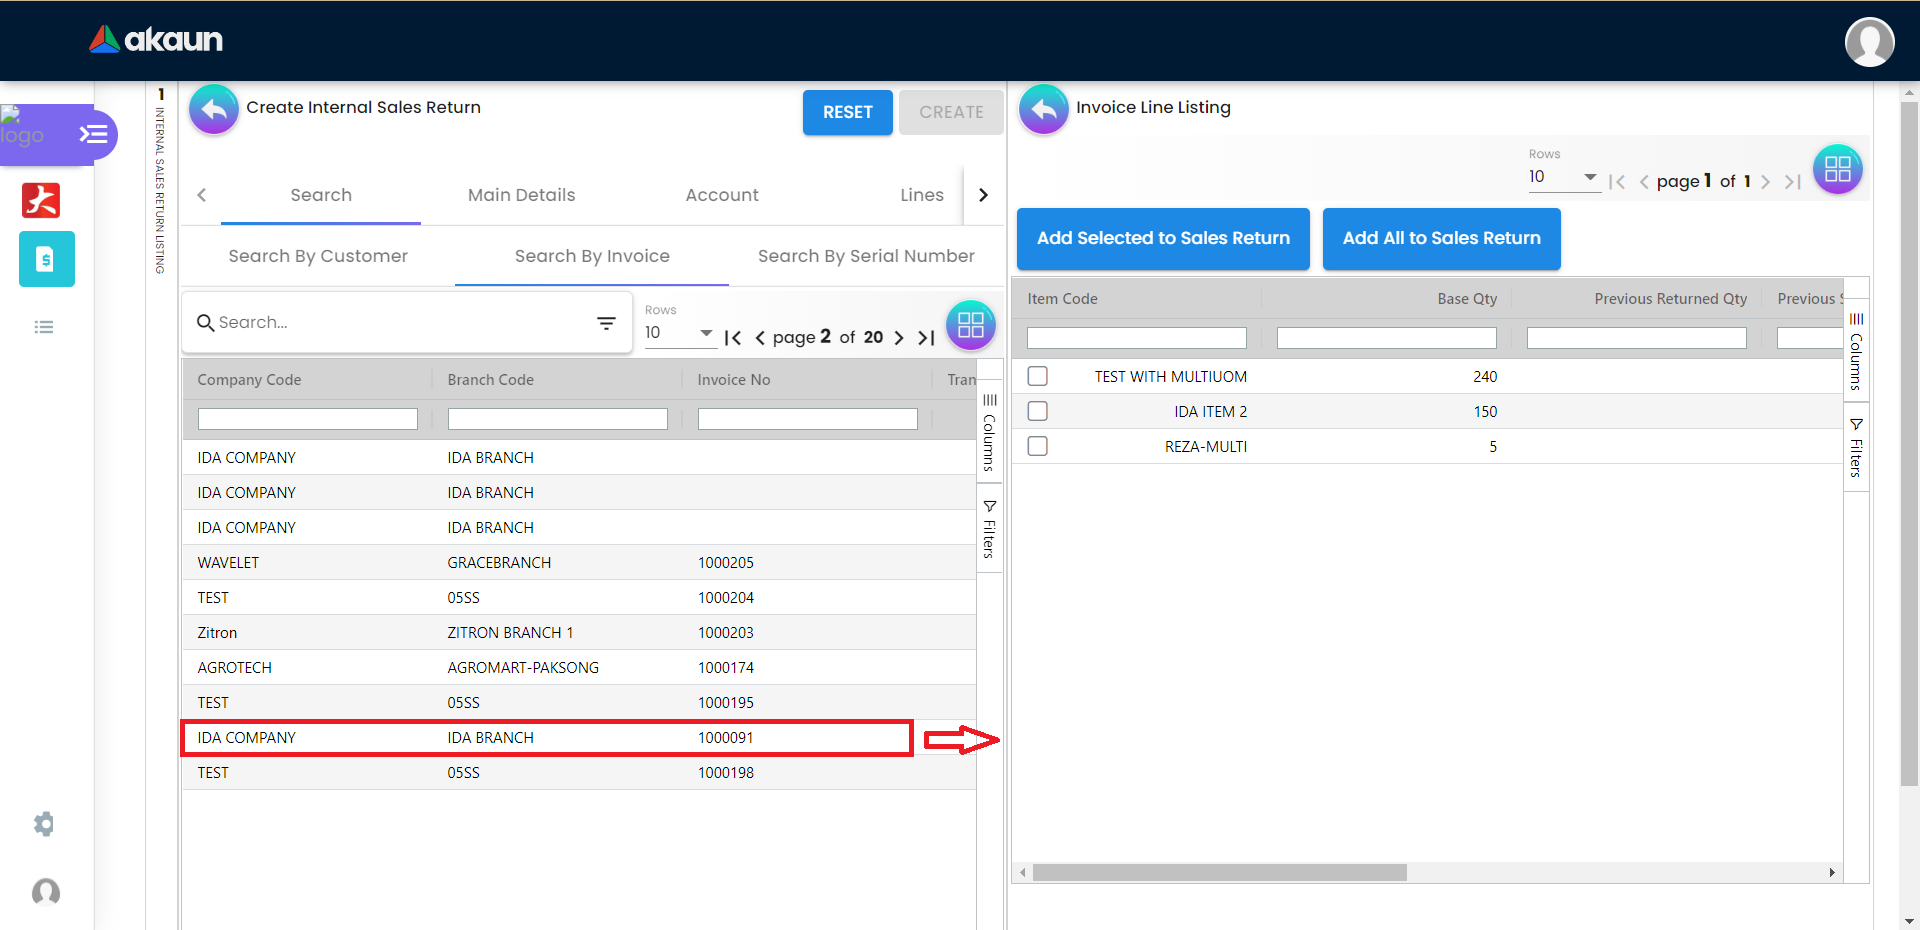 akaun
logo
1
INTERNAL SALES RETURN LISTING
Create Internal Sales Return
RESET
CREATE
Search
Main Details
Account
Lines
Search By Customer
Search By Invoice
Search By Serial Number
Search...
Rows
10
page 2 of 20
Company Code
Branch Code
Invoice No
Tran
IDA COMPANY IDA BRANCH
IDA COMPANY IDA BRANCH
IDA COMPANY IDA BRANCH
WAVELET GRACEBRANCH 1000205
TEST 05SS 1000204
Zitron ZITRON BRANCH 1 1000203
AGROTECH AGROMART-PAKSONG 1000174
TEST 05SS 1000195
IDA COMPANY IDA BRANCH 1000091
TEST 05SS 1000198
Columns
Filters
Invoice Line Listing
Rows
10
page 1 of 1
Add Selected to Sales Return
Add All to Sales Return
Item Code
Base Qty
Previous Returned Qty
Previous S
TEST WITH MULTIUOM 240
IDA ITEM 2 150
REZA-MULTI 5
Columns
Filters